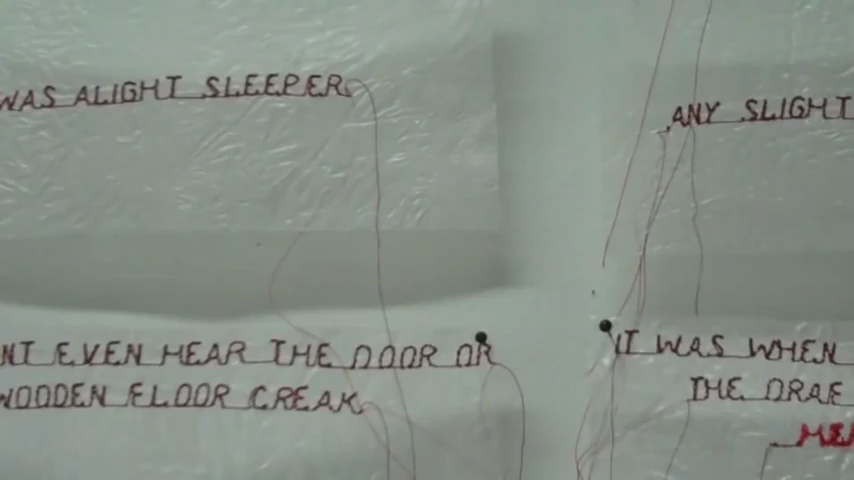 WAS ALIGHT SLEEPER
ANY SLIGHT
NT EVEN HEAR THE DOOR OR
WOODEN FLOOR CREAK
IT WAS WHEN
THE DRAF